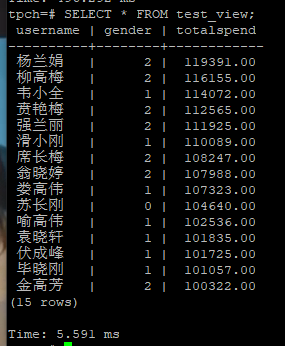 tpch=# SELECT * FROM test_view;
username | gender | totalspend
----------+--------+------------
杨兰娟 | 2 | 119391.00
柳高梅 | 2 | 116155.00
韦小全 | 1 | 114072.00
贲艳梅 | 2 | 112565.00
强兰丽 | 2 | 111925.00
滑小刚 | 1 | 110089.00
席长梅 | 2 | 108247.00
翁晓婷 | 2 | 107988.00
娄高伟 | 1 | 107323.00
苏长刚 | 0 | 104640.00
喻高伟 | 1 | 102536.00
袁晓轩 | 1 | 101835.00
伏成峰 | 1 | 101725.00
毕晓刚 | 1 | 101057.00
金高芳 | 2 | 100322.00
(15 rows)
Time: 5.591 ms